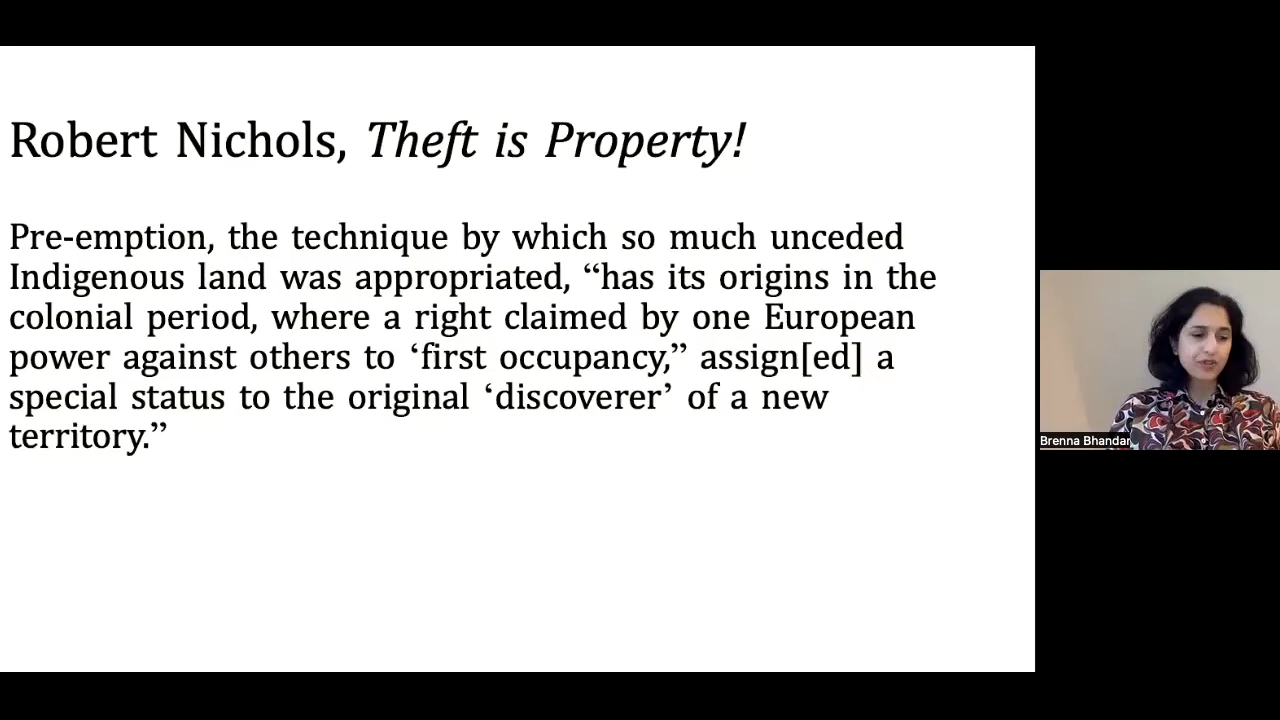 Robert Nichols, Theft is Property!
Pre-emption, the technique by which so much unceded
Indigenous land was appropriated, “has its origins in the
colonial period, where a right claimed by one European
power against others to ‘first occupancy,” assign[ed] a
special status to the original ‘discoverer’ of a new
territory.”
Brenna Bhandar